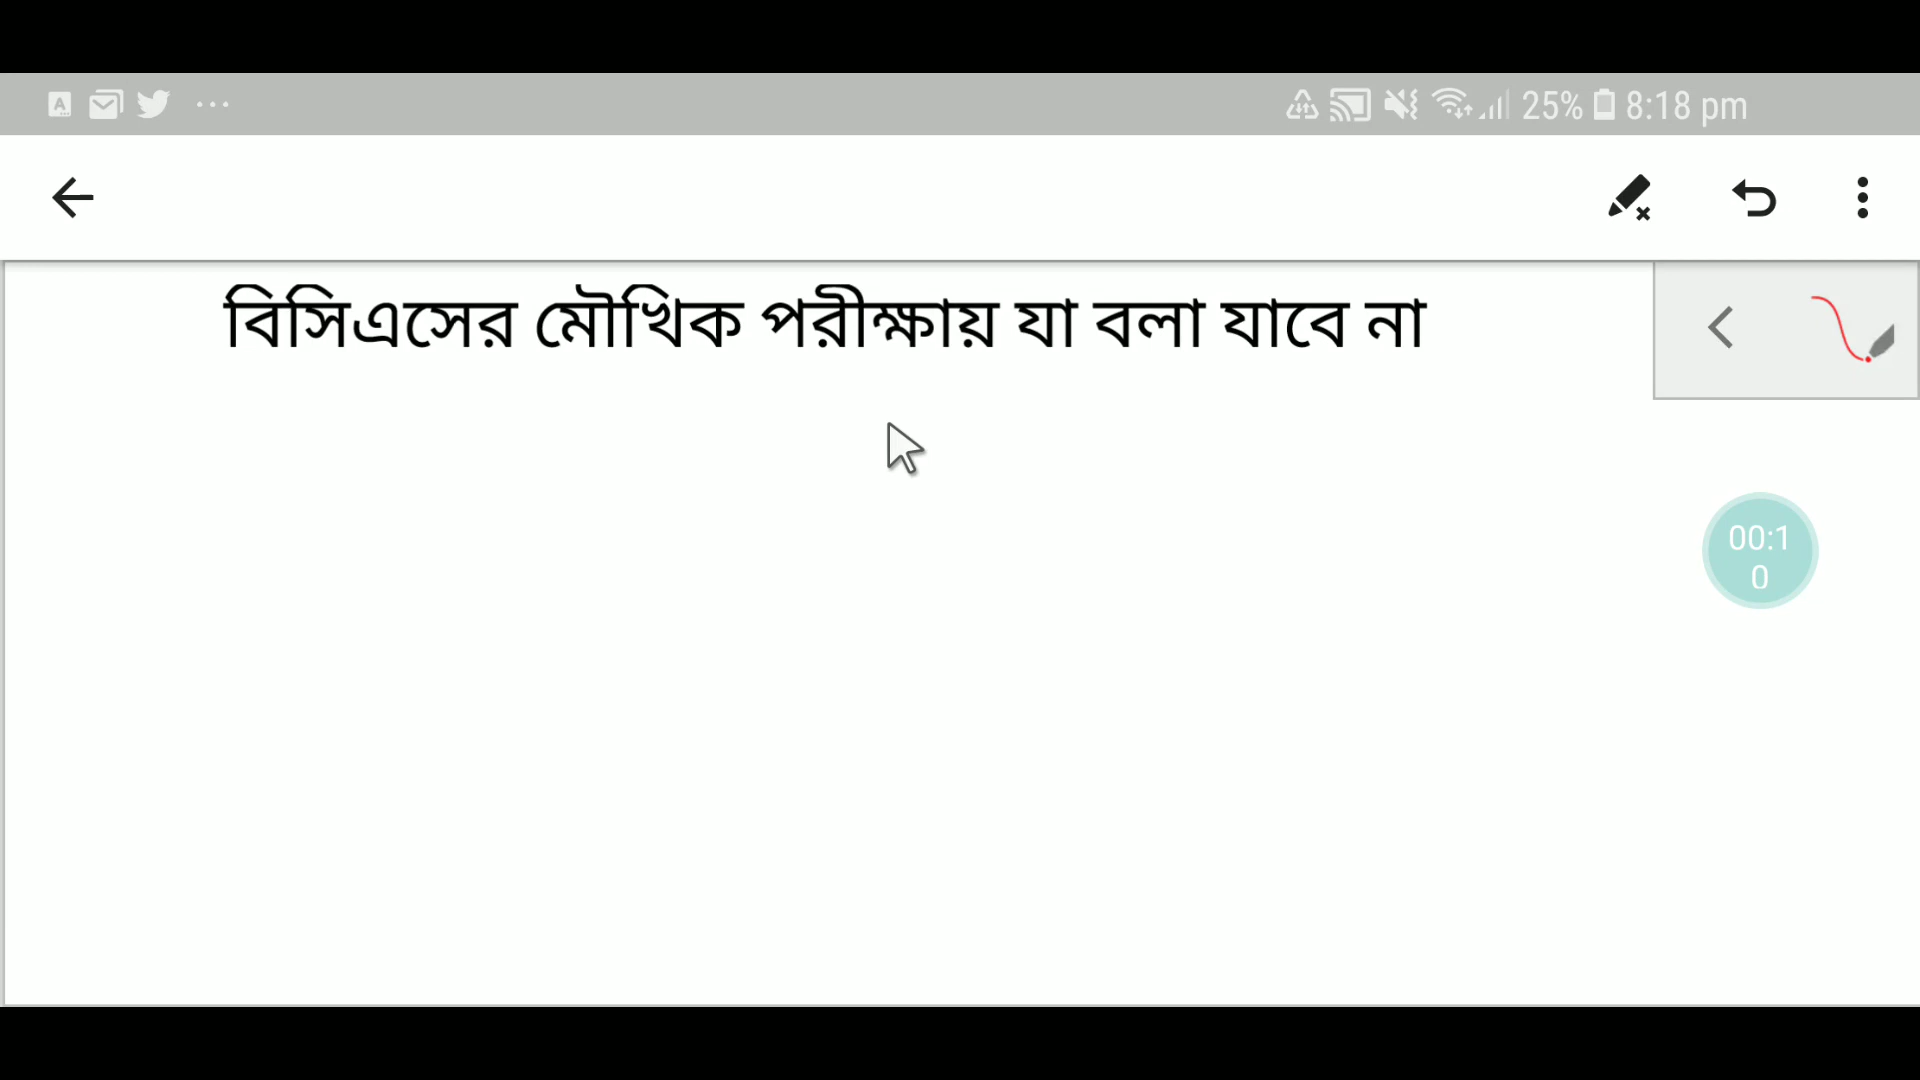 25% 8:18 pm
বিসিএসের মৌখিক পরীক্ষায় যা বলা যাবে না
00:1
0